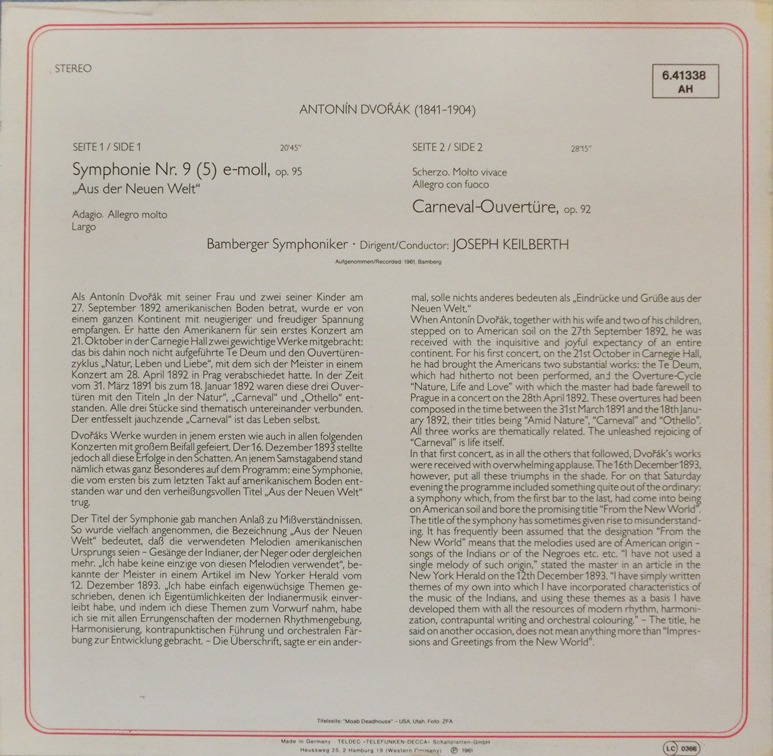 STEREO
6.41338
AH
ANTONÍN DVOŘÁK (1841–1904)
SEITE 1 / SIDE 1 20'45"
Symphonie Nr. 9 (5) e-moll, op. 95
„Aus der Neuen Welt“
Adagio. Allegro molto
Largo
SEITE 2 / SIDE 2 28'15"
Scherzo. Molto vivace
Allegro con fuoco
Carneval-Ouvertüre, op. 92
Bamberger Symphoniker · Dirigent/Conductor: JOSEPH KEILBERTH
Aufgenommen/Recorded: 1961, Bamberg
Als Antonín Dvořák mit seiner Frau und zwei seiner Kinder am
27. September 1892 amerikanischen Boden betrat, wurde er von
einem ganzen Kontinent mit neugieriger und freudiger Spannung
empfangen. Er hatte den Amerikanern für sein erstes Konzert am
21. Oktober in der Carnegie Hall zwei gewichtige Werke mitgebracht:
das bis dahin noch nicht aufgeführte Te Deum und den Ouvertüren-
zyklus „Natur, Leben und Liebe“, mit dem sich der Meister in einem
Konzert am 28. April 1892 in Prag verabschiedet hatte. In der Zeit
vom 31. März 1891 bis zum 18. Januar 1892 waren diese drei Ouver-
türen mit den Titeln „In der Natur“, „Carneval“ und „Othello“ ent-
standen. Alle drei Stücke sind thematisch untereinander verbunden.
Der entfesselt jauchzende „Carneval“ ist das Leben selbst.
Dvořáks Werke wurden in jenem ersten wie auch in allen folgenden
Konzerten mit großem Beifall gefeiert. Der 16. Dezember 1893 stellte
jedoch all diese Erfolge in den Schatten. An jenem Samstagabend stand
nämlich etwas ganz Besonderes auf dem Programm: eine Symphonie,
die vom ersten bis zum letzten Takt auf amerikanischem Boden ent-
standen war und den verheißungsvollen Titel „Aus der Neuen Welt“
trug.
Der Titel der Symphonie gab manchen Anlaß zu Mißverständnissen.
So wurde vielfach angenommen, die Bezeichnung „Aus der Neuen
Welt“ bedeutet, daß die verwendeten Melodien amerikanischen
Ursprungs seien – Gesänge der Indianer, der Neger oder dergleichen
mehr. „Ich habe keine einzige von diesen Melodien verwendet“, be-
kannte der Meister in einem Artikel im New Yorker Herald vom
12. Dezember 1893. „Ich habe einfach eigenwüchsige Themen ge-
schrieben, denen ich Eigentümlichkeiten der Indianermusik einver-
leibt habe, und indem ich diese Themen zum Vorwurf nahm, habe
ich sie mit allen Errungenschaften der modernen Rhythmengebung,
Harmonisierung, kontrapunktischen Führung und orchestralen Fär-
bung zur Entwicklung gebracht. – Die Überschrift, sagte er ein ander-
mal, solle nichts anderes bedeuten als „Eindrücke und Grüße aus der
Neuen Welt.“
When Antonín Dvořák, together with his wife and two of his children,
stepped on to American soil on the 27th September 1892, he was
received with the inquisitive and joyful expectancy of an entire
continent. For his first concert, on the 21st October in Carnegie Hall,
he had brought the Americans two substantial works: the Te Deum,
which had hitherto not been performed, and the Overture-Cycle
“Nature, Life and Love” with which the master had bade farewell to
Prague in a concert on the 28th April 1892. These overtures had been
composed in the time between the 31st March 1891 and the 18th Janu-
ary 1892, their titles being “Amid Nature”, “Carneval” and “Othello”.
All three works are thematically related. The unleashed rejoicing of
“Carneval” is life itself.
In that first concert, as in all the others that followed, Dvořák's works
were received with overwhelming applause. The 16th December 1893,
however, put all these triumphs in the shade. For on that Saturday
evening the programme included something quite out of the ordinary:
a symphony which, from the first bar to the last, had come into being
on American soil and bore the promising title “From the New World”.
The title of the symphony has sometimes given rise to misunderstand-
ing. It has frequently been assumed that the designation “From the
New World” means that the melodies used are of American origin –
songs of the Indians or of the Negroes etc. etc. “I have not used a
single melody of such origin,” stated the master in an article in the
New York Herald on the 12th December 1893. “I have simply written
themes of my own into which I have incorporated characteristics of
the music of the Indians, and using these themes as a basis I have
developed them with all the resources of modern rhythm, harmoni-
zation, contrapuntal writing and orchestral colouring.” – The title, he
said on another occasion, does not mean anything more than “Impres-
sions and Greetings from the New World”.
Titelseite: "Moab Deadhouse" – USA, Utah. Foto: ZFA
Made in Germany TELDEC »TELEFUNKEN-DECCA« Schallplatten-GmbH
Heussweg 25, 2 Hamburg 19 (Western Germany) Ⓟ 1961
LC 0366